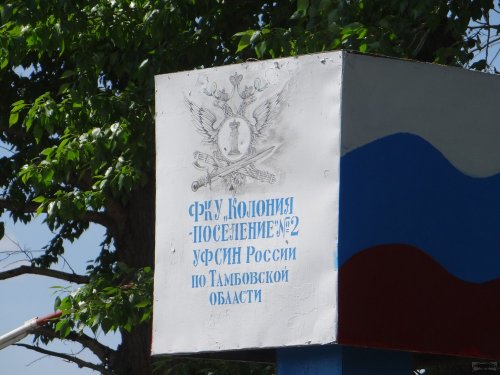 ФКУ „Колония
-поселение" №2
УФСИН России
по Тамбовской
области